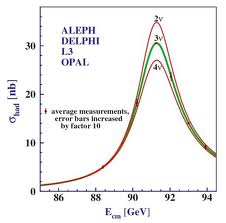 ALEPH
DELPHI
L3
OPAL
2ν
3ν
4ν
average measurements,
error bars increased
by factor 10
σhad [nb]
30
20
10
0
86 88 90 92 94
Ecm [GeV]